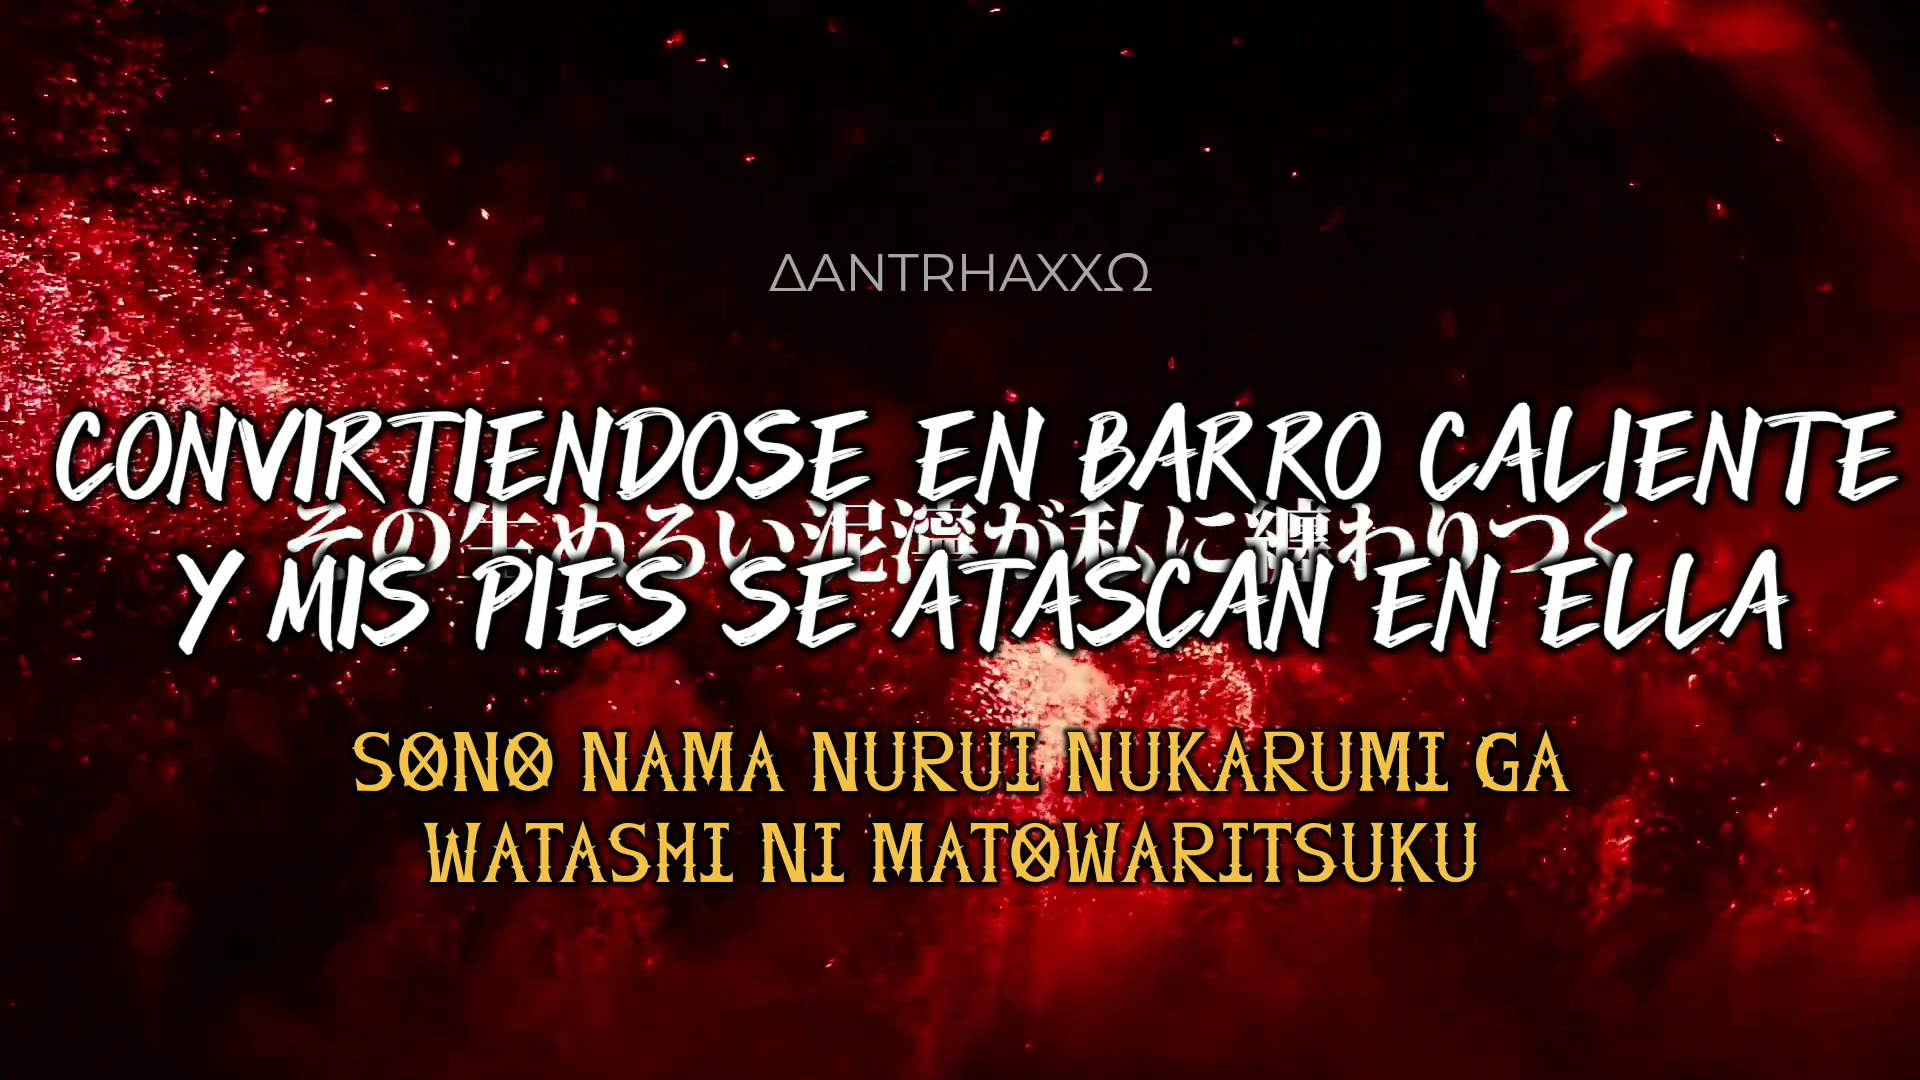 ΔANTRHAXXΩ
CONVIRTIENDOSE EN BARRO CALIENTE
その生ぬるい泥濘が私に纏わりつく
Y MIS PIES SE ATASCAN EN ELLA
SONO NAMA NURUI NUKARUMI GA
WATASHI NI MATOWARITSUKU